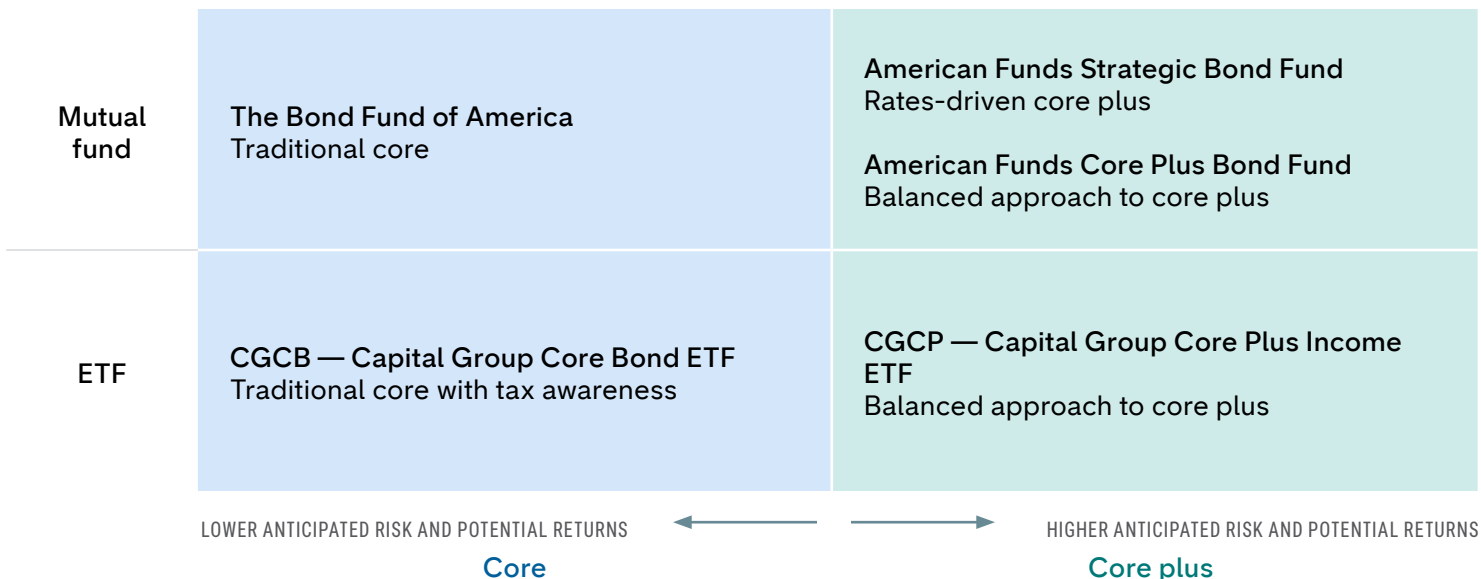 Mutual
fund
The Bond Fund of America
Traditional core
American Funds Strategic Bond Fund
Rates-driven core plus
American Funds Core Plus Bond Fund
Balanced approach to core plus
ETF
CGCB — Capital Group Core Bond ETF
Traditional core with tax awareness
CGCP — Capital Group Core Plus Income
ETF
Balanced approach to core plus
LOWER ANTICIPATED RISK AND POTENTIAL RETURNS
HIGHER ANTICIPATED RISK AND POTENTIAL RETURNS
Core
Core plus